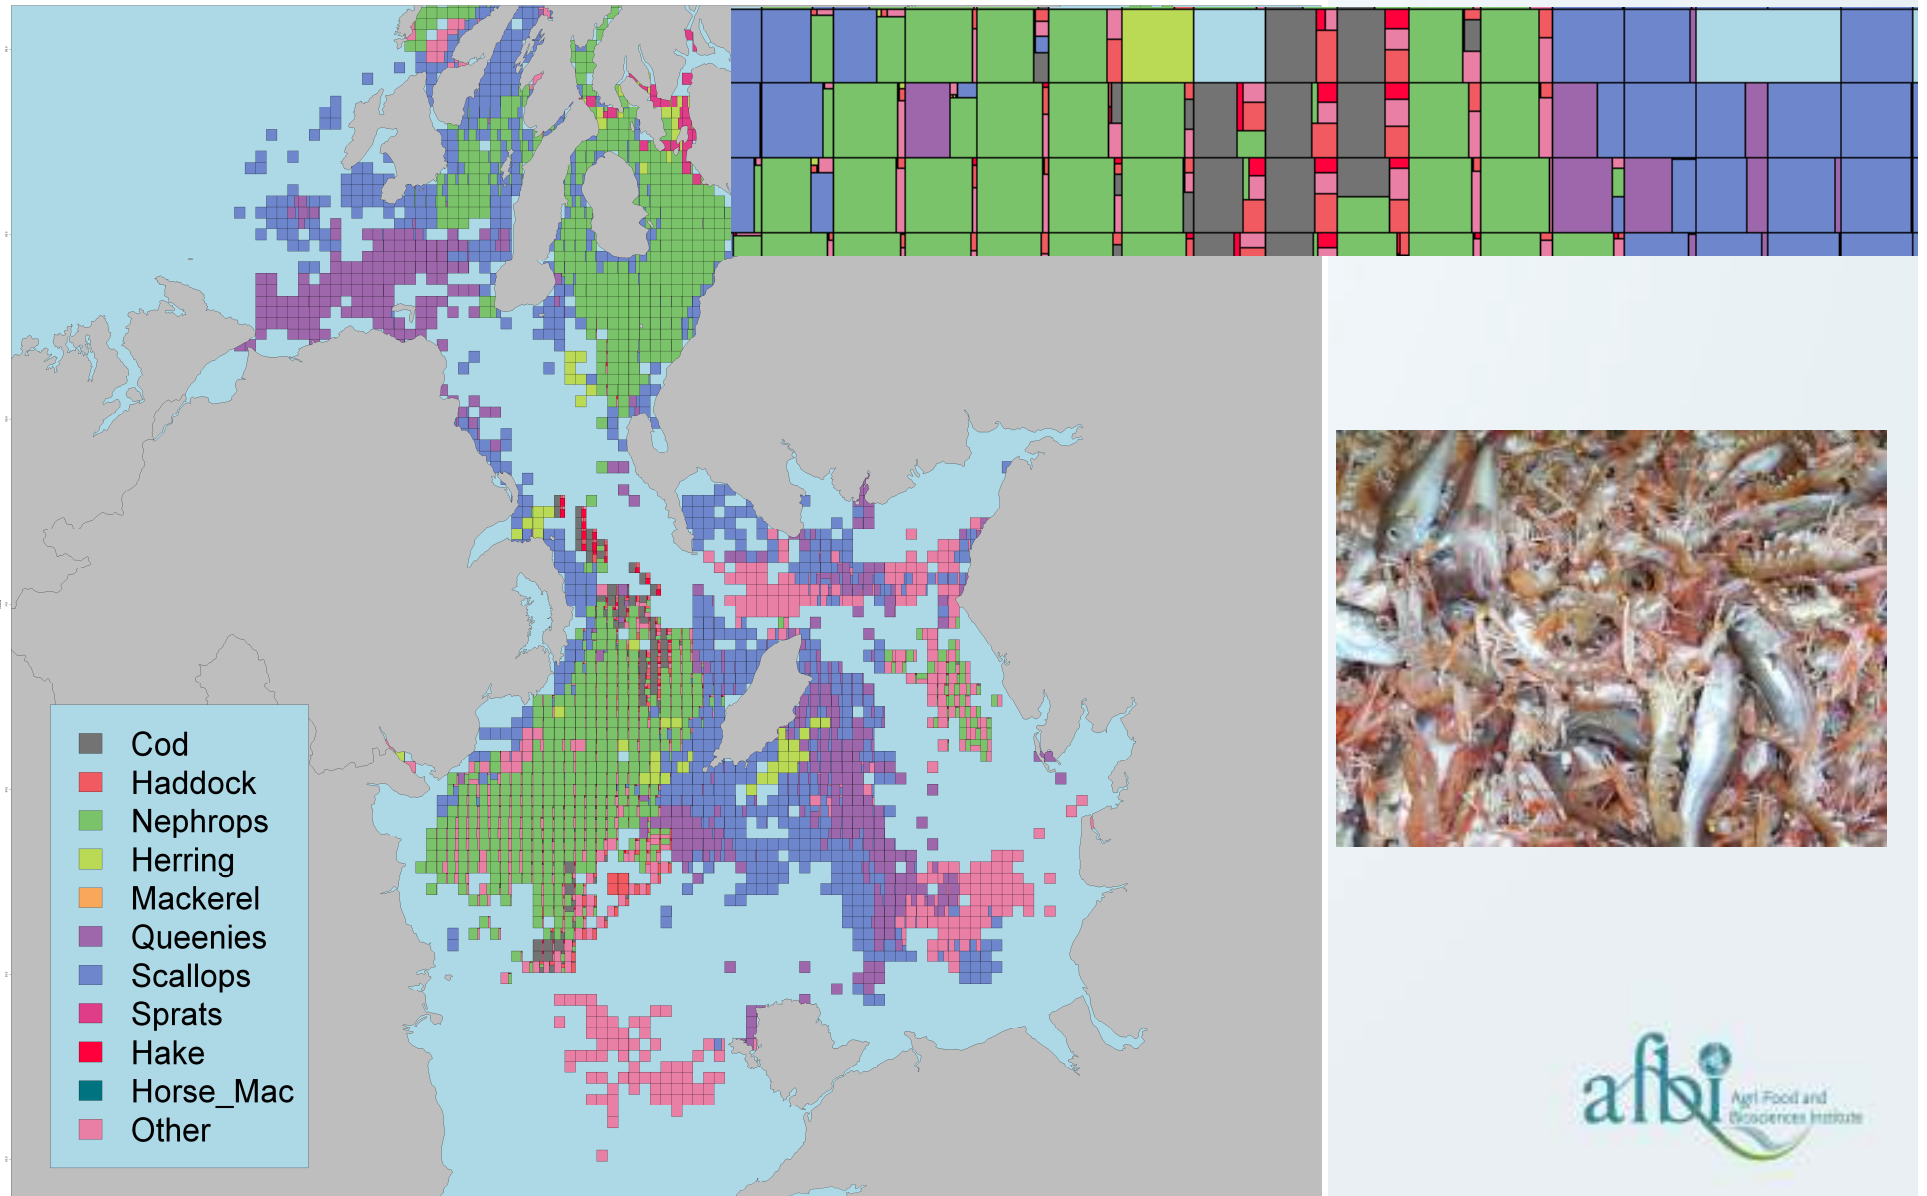 Cod
Haddock
Nephrops
Herring
Mackerel
Queenies
Scallops
Sprats
Hake
Horse_Mac
Other
afbi
Agri-Food and
Biosciences Institute